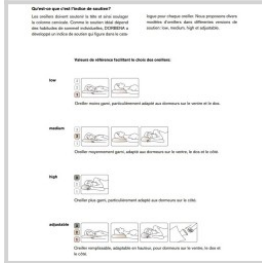 Qu'est-ce que c'est l'indice de soutien?
Les oreillers doivent soutenir la tête et ainsi soulager
la colonne cervicale. Comme le soutien idéal dépend
des habitudes de sommeil individuelles, DORBENA a
développé un indice de soutien qui figure dans le cata-
logue pour chaque oreiller. Nous proposons divers
modèles d'oreillers dans différentes versions de
soutien: low, medium, high et adjustable.
Valeurs de référence facilitant le choix des oreillers:
low
Oreiller moins garni, particulièrement adapté aux dormeurs sur le ventre et le dos.
medium
Oreiller moyennement garni, adapté aux dormeurs sur le ventre, le dos et le côté.
high
Oreiller plus garni, particulièrement adapté aux dormeurs sur le côté.
adjustable
Oreiller remplissable, adaptable en hauteur, pour dormeurs sur le ventre, le dos et
le côté.